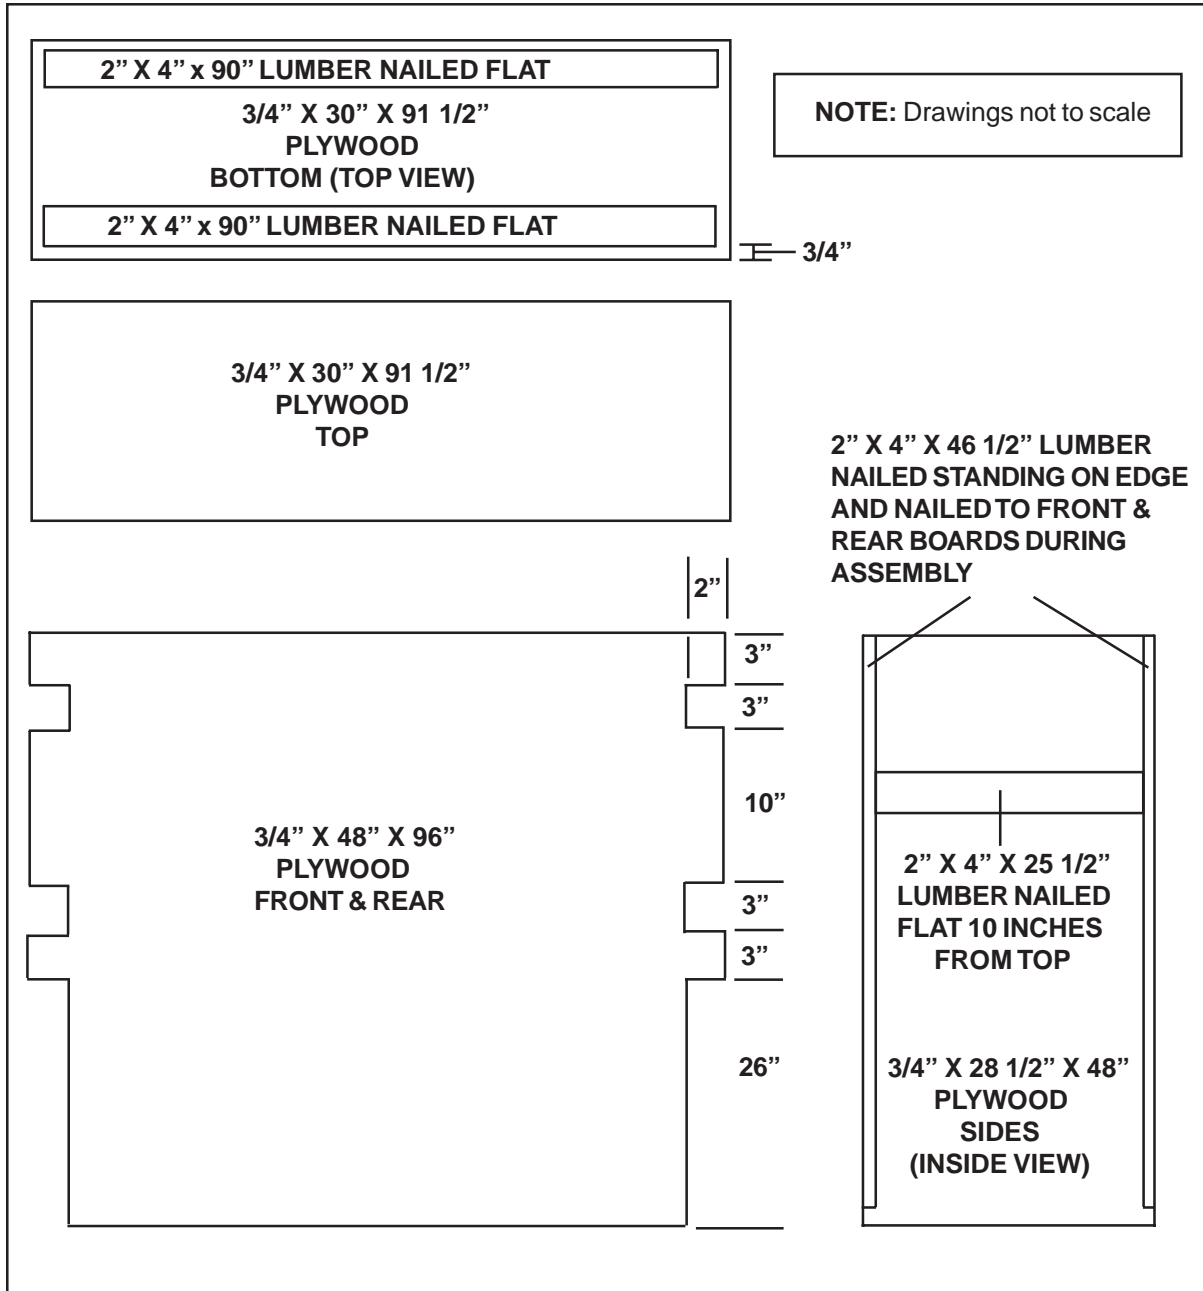 2” X 4” x 90” LUMBER NAILED FLAT
3/4” X 30” X 91 1/2”
PLYWOOD
BOTTOM (TOP VIEW)
2” X 4” x 90” LUMBER NAILED FLAT
NOTE: Drawings not to scale
3/4”
3/4” X 30” X 91 1/2”
PLYWOOD
TOP
2” X 4” X 46 1/2” LUMBER
NAILED STANDING ON EDGE
AND NAILED TO FRONT &
REAR BOARDS DURING
ASSEMBLY
2”
3”
3”
10”
3”
3”
26”
3/4” X 48” X 96”
PLYWOOD
FRONT & REAR
2” X 4” X 25 1/2”
LUMBER NAILED
FLAT 10 INCHES
FROM TOP
3/4” X 28 1/2” X 48”
PLYWOOD
SIDES
(INSIDE VIEW)